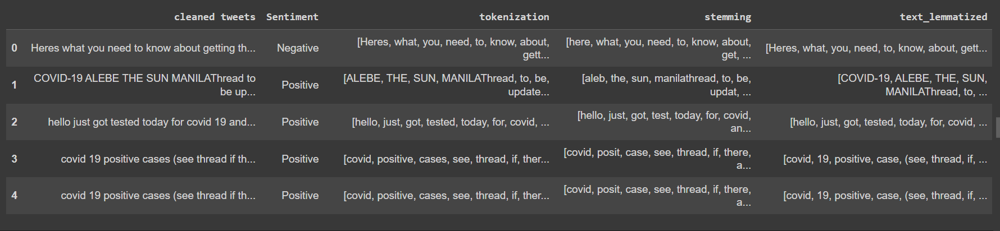 cleaned tweets Sentiment tokenization stemming text_lemmatized
0 Heres what you need to know about getting th... Negative [Heres, what, you, need, to, know, about, gett... [here, what, you, need, to, know, about, get, ... [Heres, what, you, need, to, know, about, gett...
1 COVID-19 ALEBE THE SUN MANILAThread to be up... Positive [ALEBE, THE, SUN, MANILAThread, to, be, update... [aleb, the, sun, manilathread, to, be, updat, ... [COVID-19, ALEBE, THE, SUN, MANILAThread, to, ...
2 hello just got tested today for covid 19 and... Positive [hello, just, got, tested, today, for, covid, ... [hello, just, got, test, today, for, covid, an... [hello, just, got, tested, today, for, covid, ...
3 covid 19 positive cases (see thread if th... Positive [covid, positive, cases, see, thread, if, ther... [covid, posit, case, see, thread, if, there, a... [covid, 19, positive, case, (see, thread, if, ...
4 covid 19 positive cases (see thread if th... Positive [covid, positive, cases, see, thread, if, ther... [covid, posit, case, see, thread, if, there, a... [covid, 19, positive, case, (see, thread, if, ...